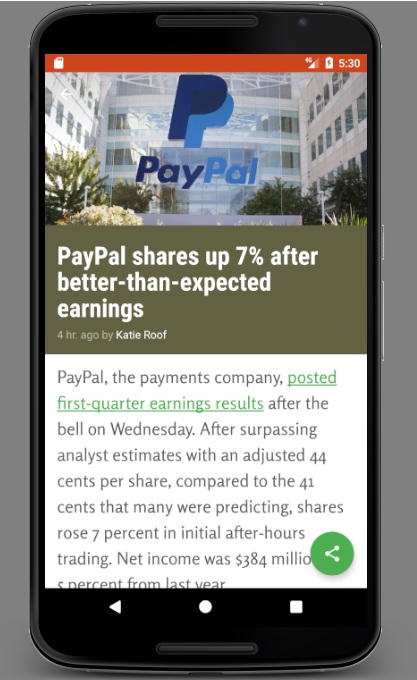 4G
5:30
PayPal
PayPal shares up 7% after
better-than-expected
earnings
4 hr. ago by Katie Roof
PayPal, the payments company, posted
first-quarter earnings results after the
bell on Wednesday. After surpassing
analyst estimates with an adjusted 44
cents per share, compared to the 41
cents that many were predicting, shares
rose 7 percent in initial after-hours
trading. Net income was $384 millio
5 percent from last year